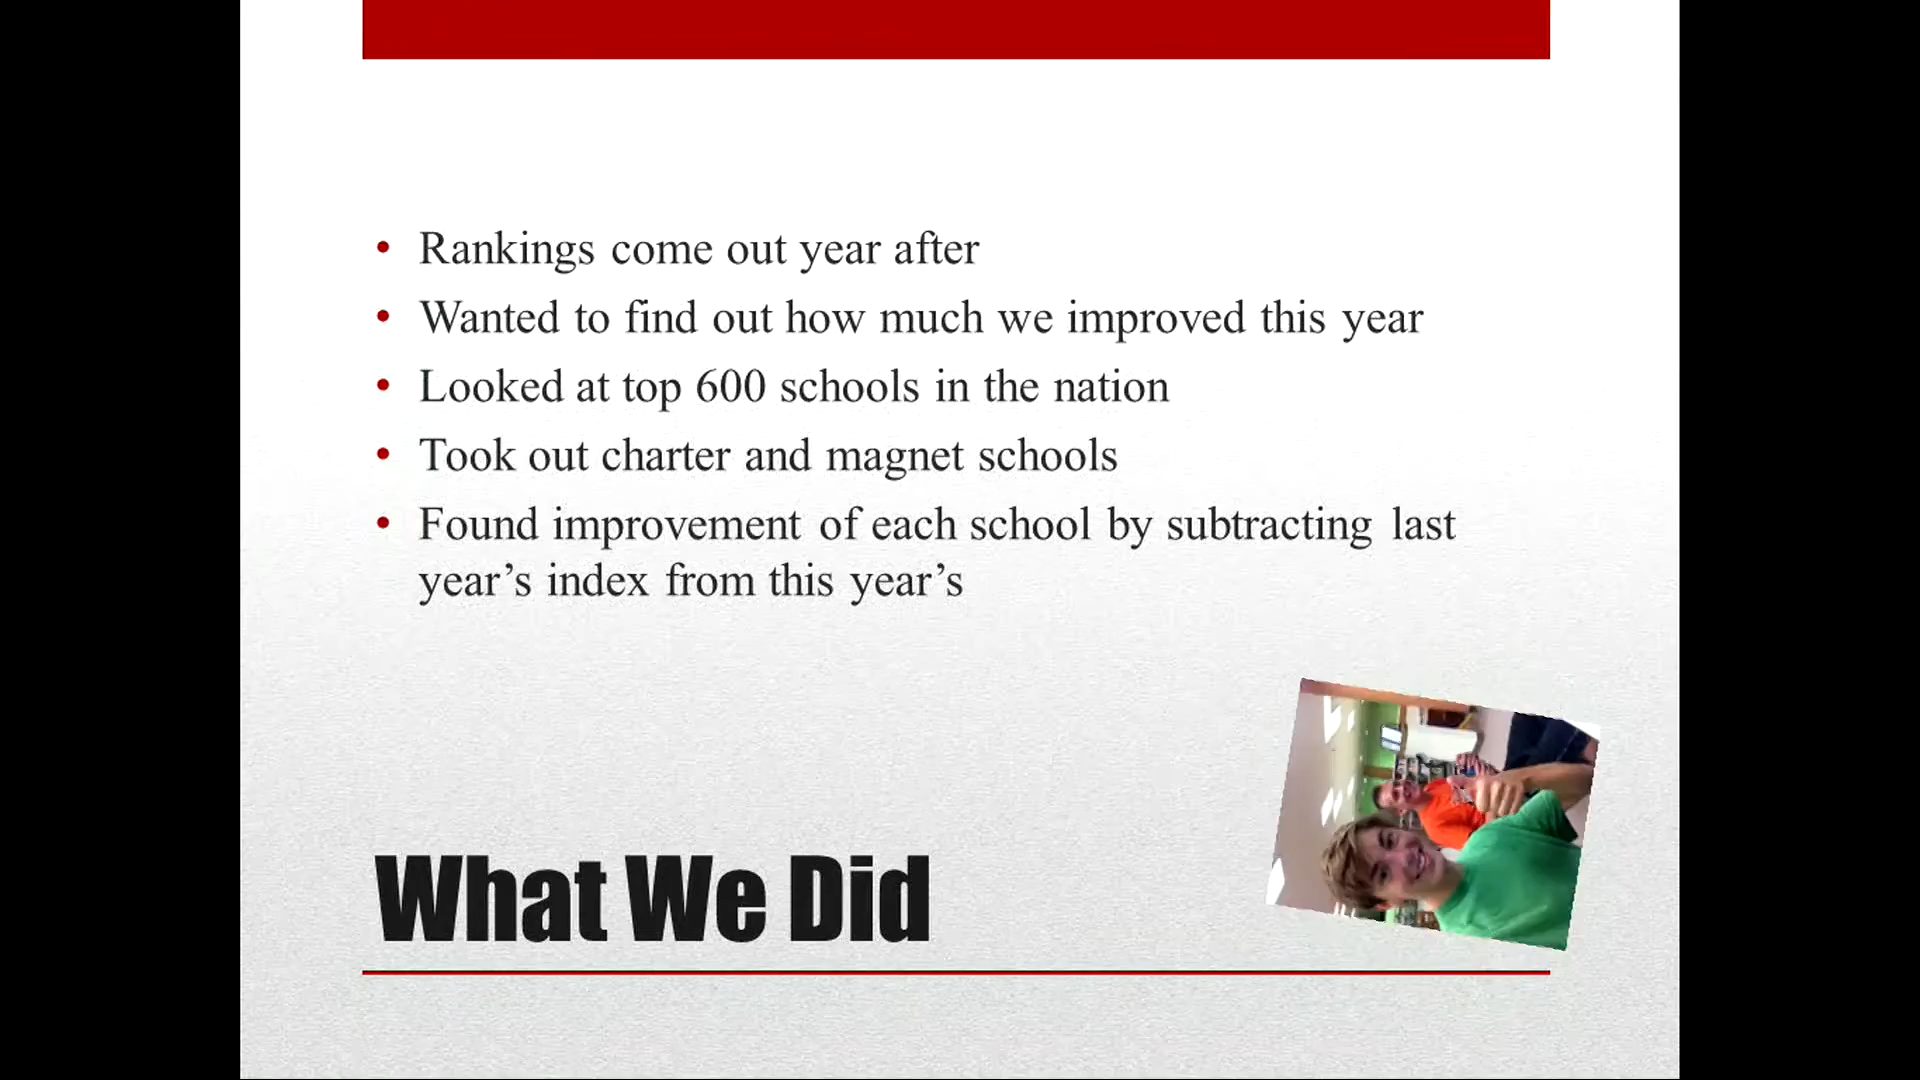 • Rankings come out year after
• Wanted to find out how much we improved this year
• Looked at top 600 schools in the nation
• Took out charter and magnet schools
• Found improvement of each school by subtracting last
year’s index from this year’s
What We Did